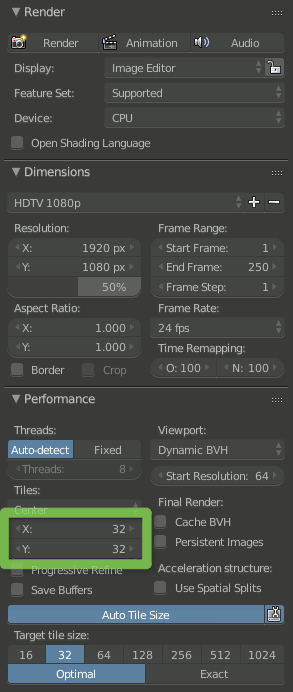 Render
Render Animation Audio
Display: Image Editor
Feature Set: Supported
Device: CPU
Open Shading Language
Dimensions
HDTV 1080p
Resolution: Frame Range:
X: 1920 px Start Frame: 1
Y: 1080 px End Frame: 250
50% Frame Step: 1
Aspect Ratio: Frame Rate:
X: 1.000 24 fps
Y: 1.000 Time Remapping:
Border Crop O: 100 N: 100
Performance
Threads: Viewport:
Auto-detect Fixed Dynamic BVH
Threads: 8 Start Resolution: 64
Tiles: Final Render:
Center Cache BVH
X: 32 Persistent Images
Y: 32
Progressive Refine Acceleration structure:
Save Buffers Use Spatial Splits
Auto Tile Size
Target tile size:
16 32 64 128 256 512 1024
Optimal Exact